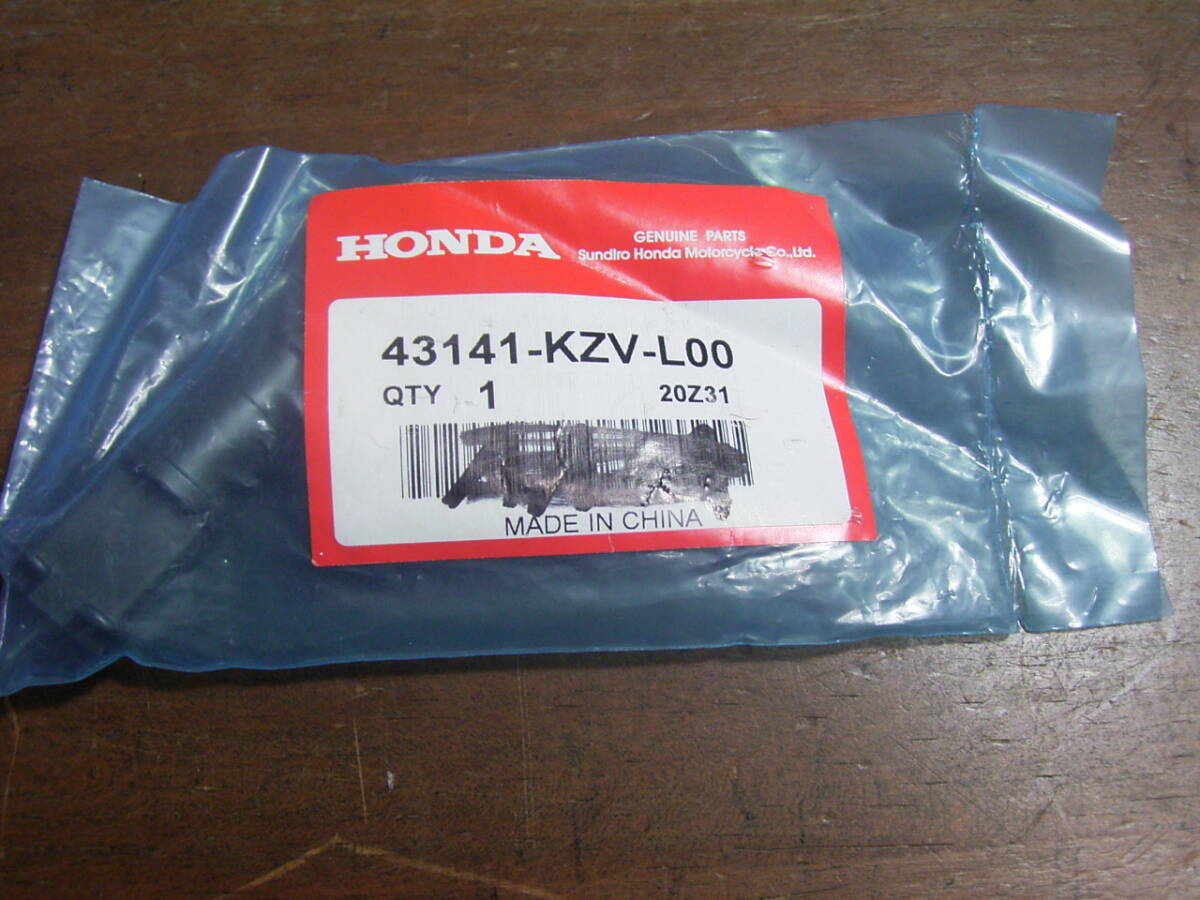 HONDA
GENUINE PARTS
Sundiro Honda Motorcycle Co.,Ltd.
43141-KZV-L00
QTY 1 20Z31
MADE IN CHINA